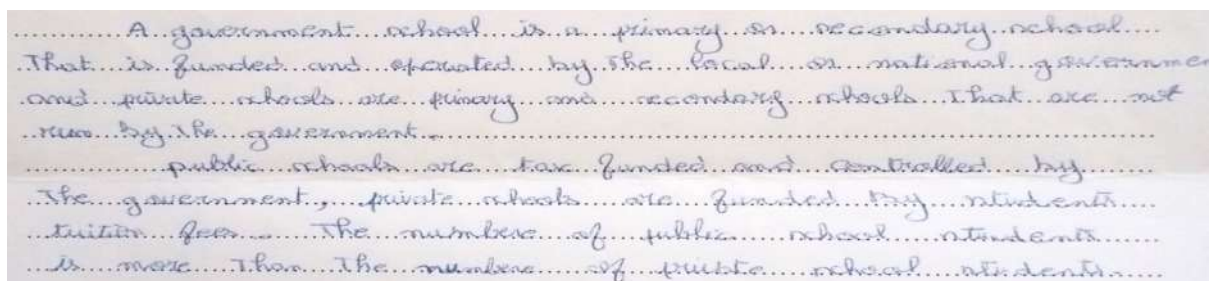 A government school is a primary or secondary school
That is funded and operated by The local or national governmen
and private schools are primary and secondary schools That are not
run by The government.
public schools are tax funded and controlled by
The government, private schools are funded by students
tuition fees. The numbere of public school students
is more Than The numbere of private school students.